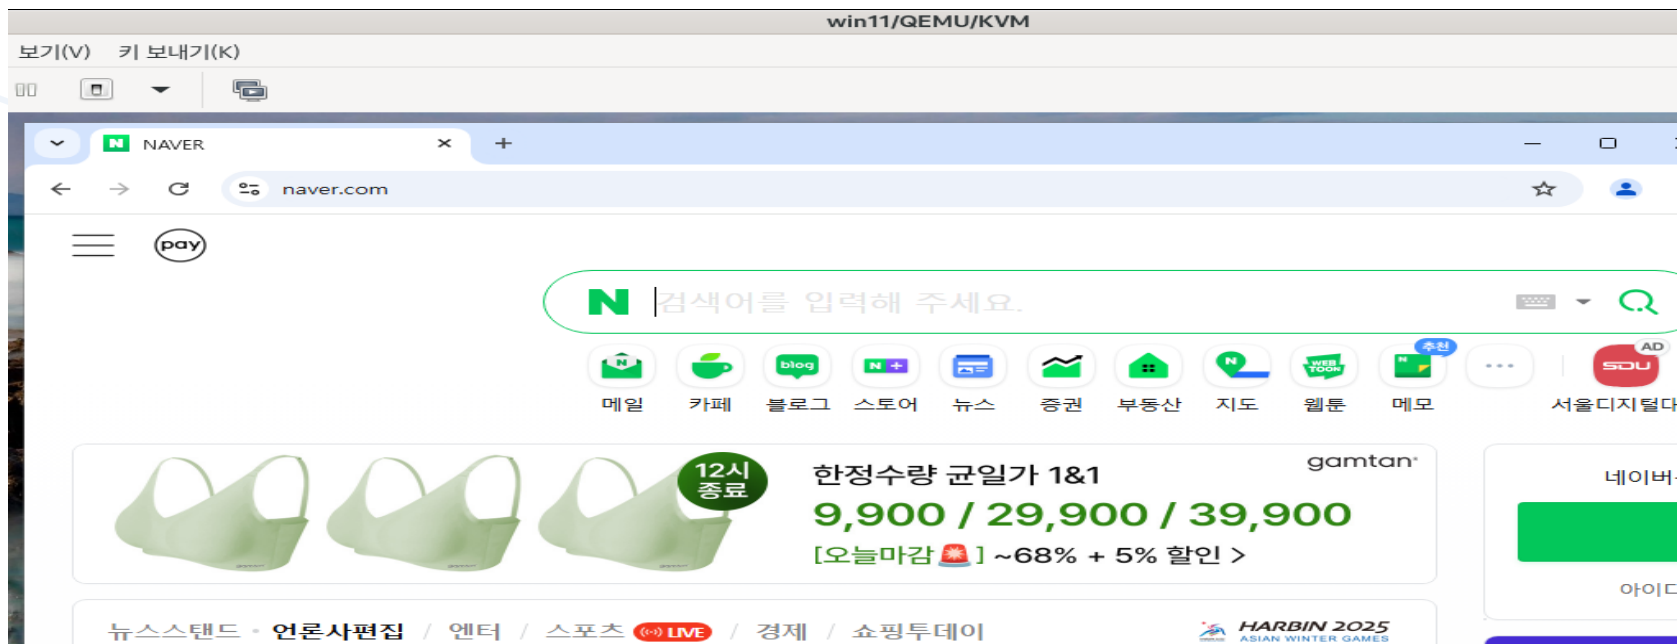 win11/QEMU/KVM
보기(V) 키 보내기(K)
NAVER
naver.com
pay
N 검색어를 입력해 주세요.
추천 AD
N blog N+ N WEB TOON N SDU
메일 카페 블로그 스토어 뉴스 증권 부동산 지도 웹툰 메모 서울디지털대
12시
종료
한정수량 균일가 1&1
gamtan
9,900 / 29,900 / 39,900
[오늘마감🚨] ~68% + 5% 할인 >
네이버
아이디
뉴스스탠드 · 언론사편집 / 엔터 / 스포츠 LIVE / 경제 / 쇼핑투데이
HARBIN 2025
ASIAN WINTER GAMES